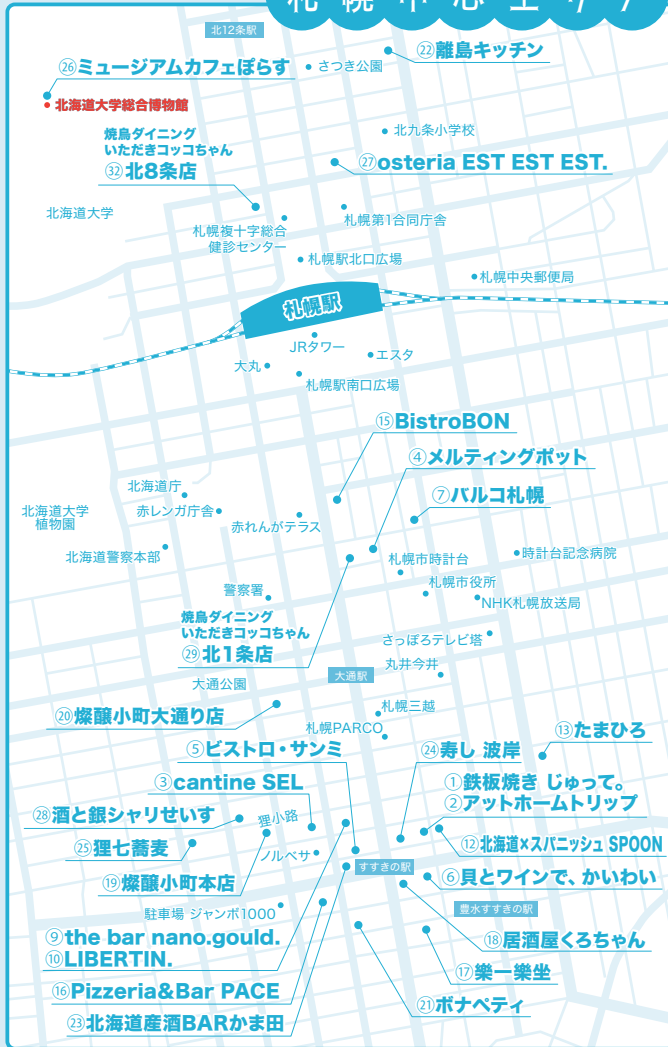 札幌中心エリア
北12条駅
㉒離島キッチン
㉖ミュージアムカフェぽらす
さつき公園
北海道大学総合博物館
北九条小学校
焼鳥ダイニング
いただきコッコちゃん
㉜北8条店
㉗osteria EST EST EST.
北海道大学
札幌複十字総合
健診センター
札幌第1合同庁舎
札幌駅北口広場
札幌中央郵便局
札幌駅
JRタワー
エスタ
大丸
札幌駅南口広場
⑮BistroBON
④メルティングポット
⑦バルコ札幌
北海道庁
北海道大学
植物園
赤レンガ庁舎
赤れんがテラス
北海道警察本部
札幌市時計台
時計台記念病院
札幌市役所
警察署
NHK札幌放送局
焼鳥ダイニング
いただきコッコちゃん
㉙北1条店
さっぽろテレビ塔
丸井今井
大通駅
大通公園
⑳燦醸小町大通り店
札幌三越
札幌PARCO
⑬たまひろ
⑤ビストロ・サンミ
㉔寿し 波岸
③cantine SEL
①鉄板焼き じゅって。
②アットホームトリップ
㉘酒と銀シャリせいす
狸小路
㉕狸七蕎麦
ノルベサ
⑫北海道×スパニッシュ SPOON
すすきの駅
⑲燦醸小町本店
⑥貝とワインで、かいわい
駐車場 ジャンボ1000
豊水すすきの駅
⑨the bar nano.gould.
⑩LIBERTIN.
⑱居酒屋くろちゃん
⑰樂一樂坐
⑯Pizzeria&Bar PACE
㉑ボナペティ
㉓北海道産酒BARかま田